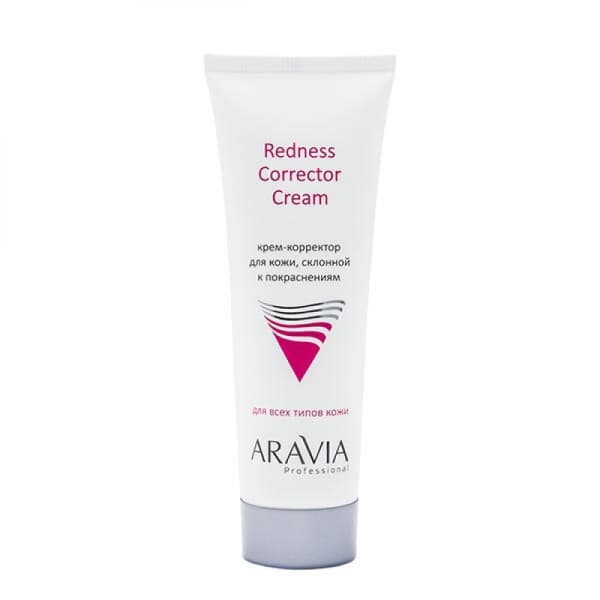 Redness
Corrector
Cream
крем-корректор
для кожи, склонной
к покраснениям
для всех типов кожи
ARAVIA
Professional